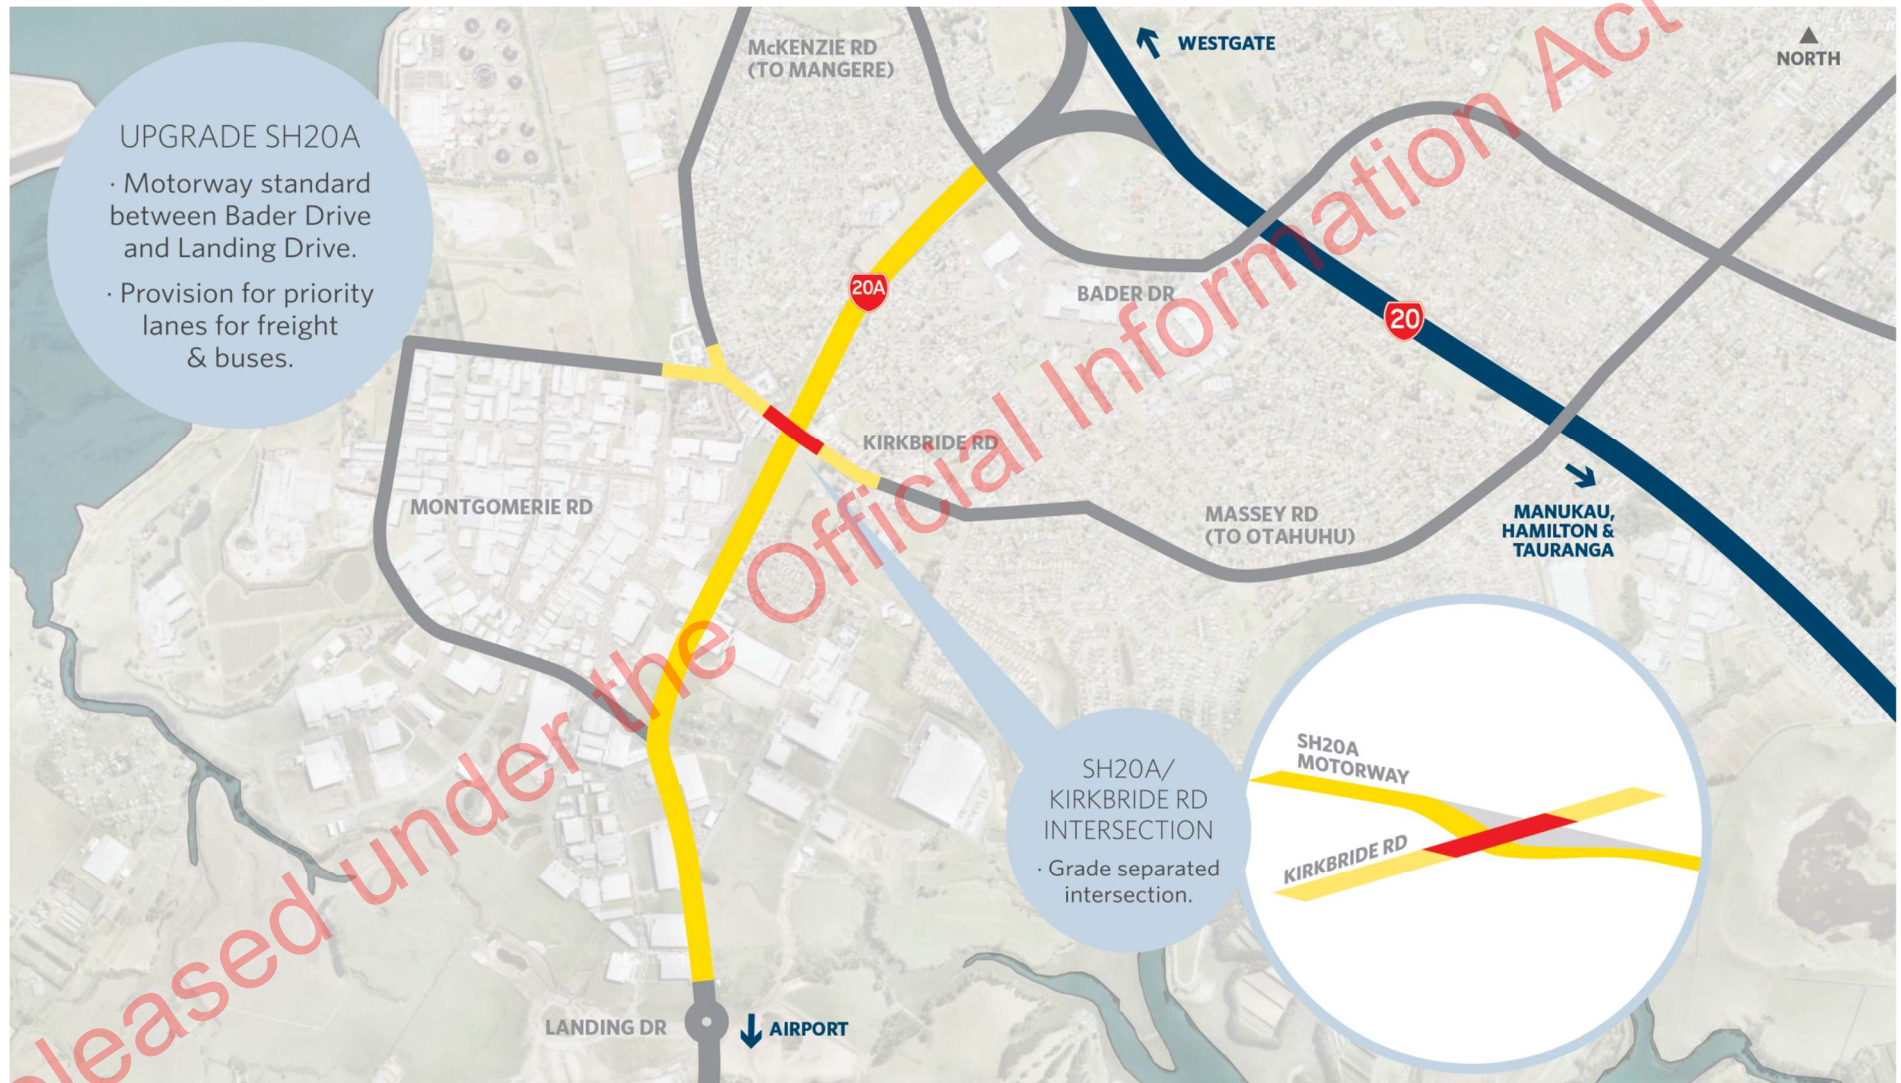 UPGRADE SH20A
· Motorway standard
between Bader Drive
and Landing Drive.
· Provision for priority
lanes for freight
& buses.
McKENZIE RD
(TO MANGERE)
WESTGATE
NORTH
20A
BADER DR
20
KIRKBRIDE RD
MONTGOMERIE RD
MASSEY RD
(TO OTAHUHU)
MANUKAU,
HAMILTON &
TAURANGA
SH20A/
KIRKBRIDE RD
INTERSECTION
· Grade separated
intersection.
SH20A
MOTORWAY
KIRKBRIDE RD
LANDING DR
AIRPORT
leased under the Official Information Act